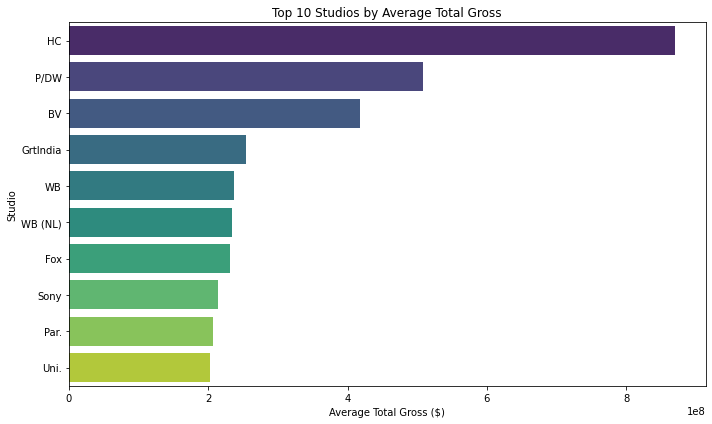 Top 10 Studios by Average Total Gross
HC
P/DW
BV
GrtIndia
WB
WB (NL)
Fox
Sony
Par.
Uni.
Studio
0 2 4 6 8
1e8
Average Total Gross ($)